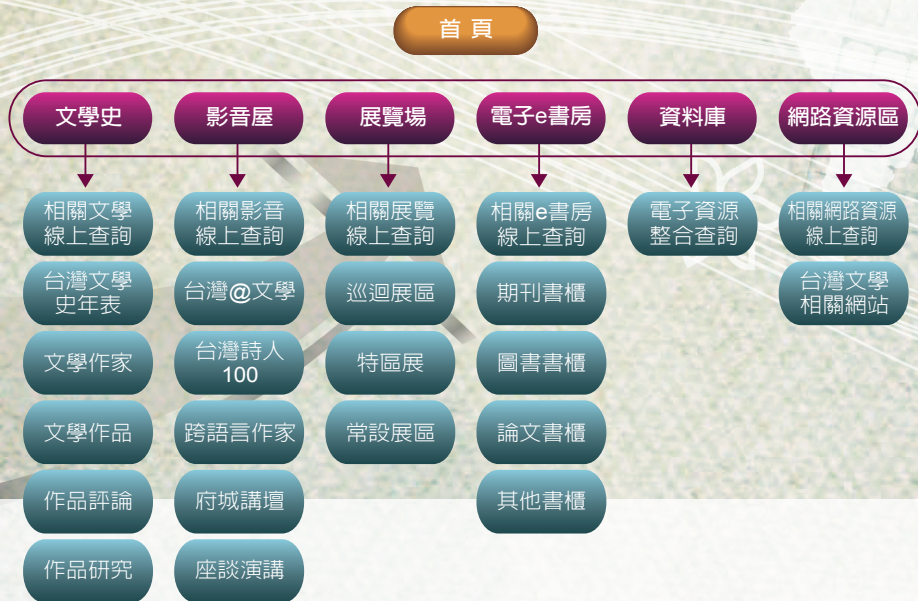 首頁
文學史
影音屋
展覽場
電子e書房
資料庫
網路資源區
相關文學
線上查詢
台灣文學
史年表
文學作家
文學作品
作品評論
作品研究
相關影音
線上查詢
台灣@文學
台灣詩人
100
跨語言作家
府城講壇
座談演講
相關展覽
線上查詢
巡迴展區
特區展
常設展區
相關e書房
線上查詢
期刊書櫃
圖書書櫃
論文書櫃
其他書櫃
電子資源
整合查詢
相關網路資源
線上查詢
台灣文學
相關網站